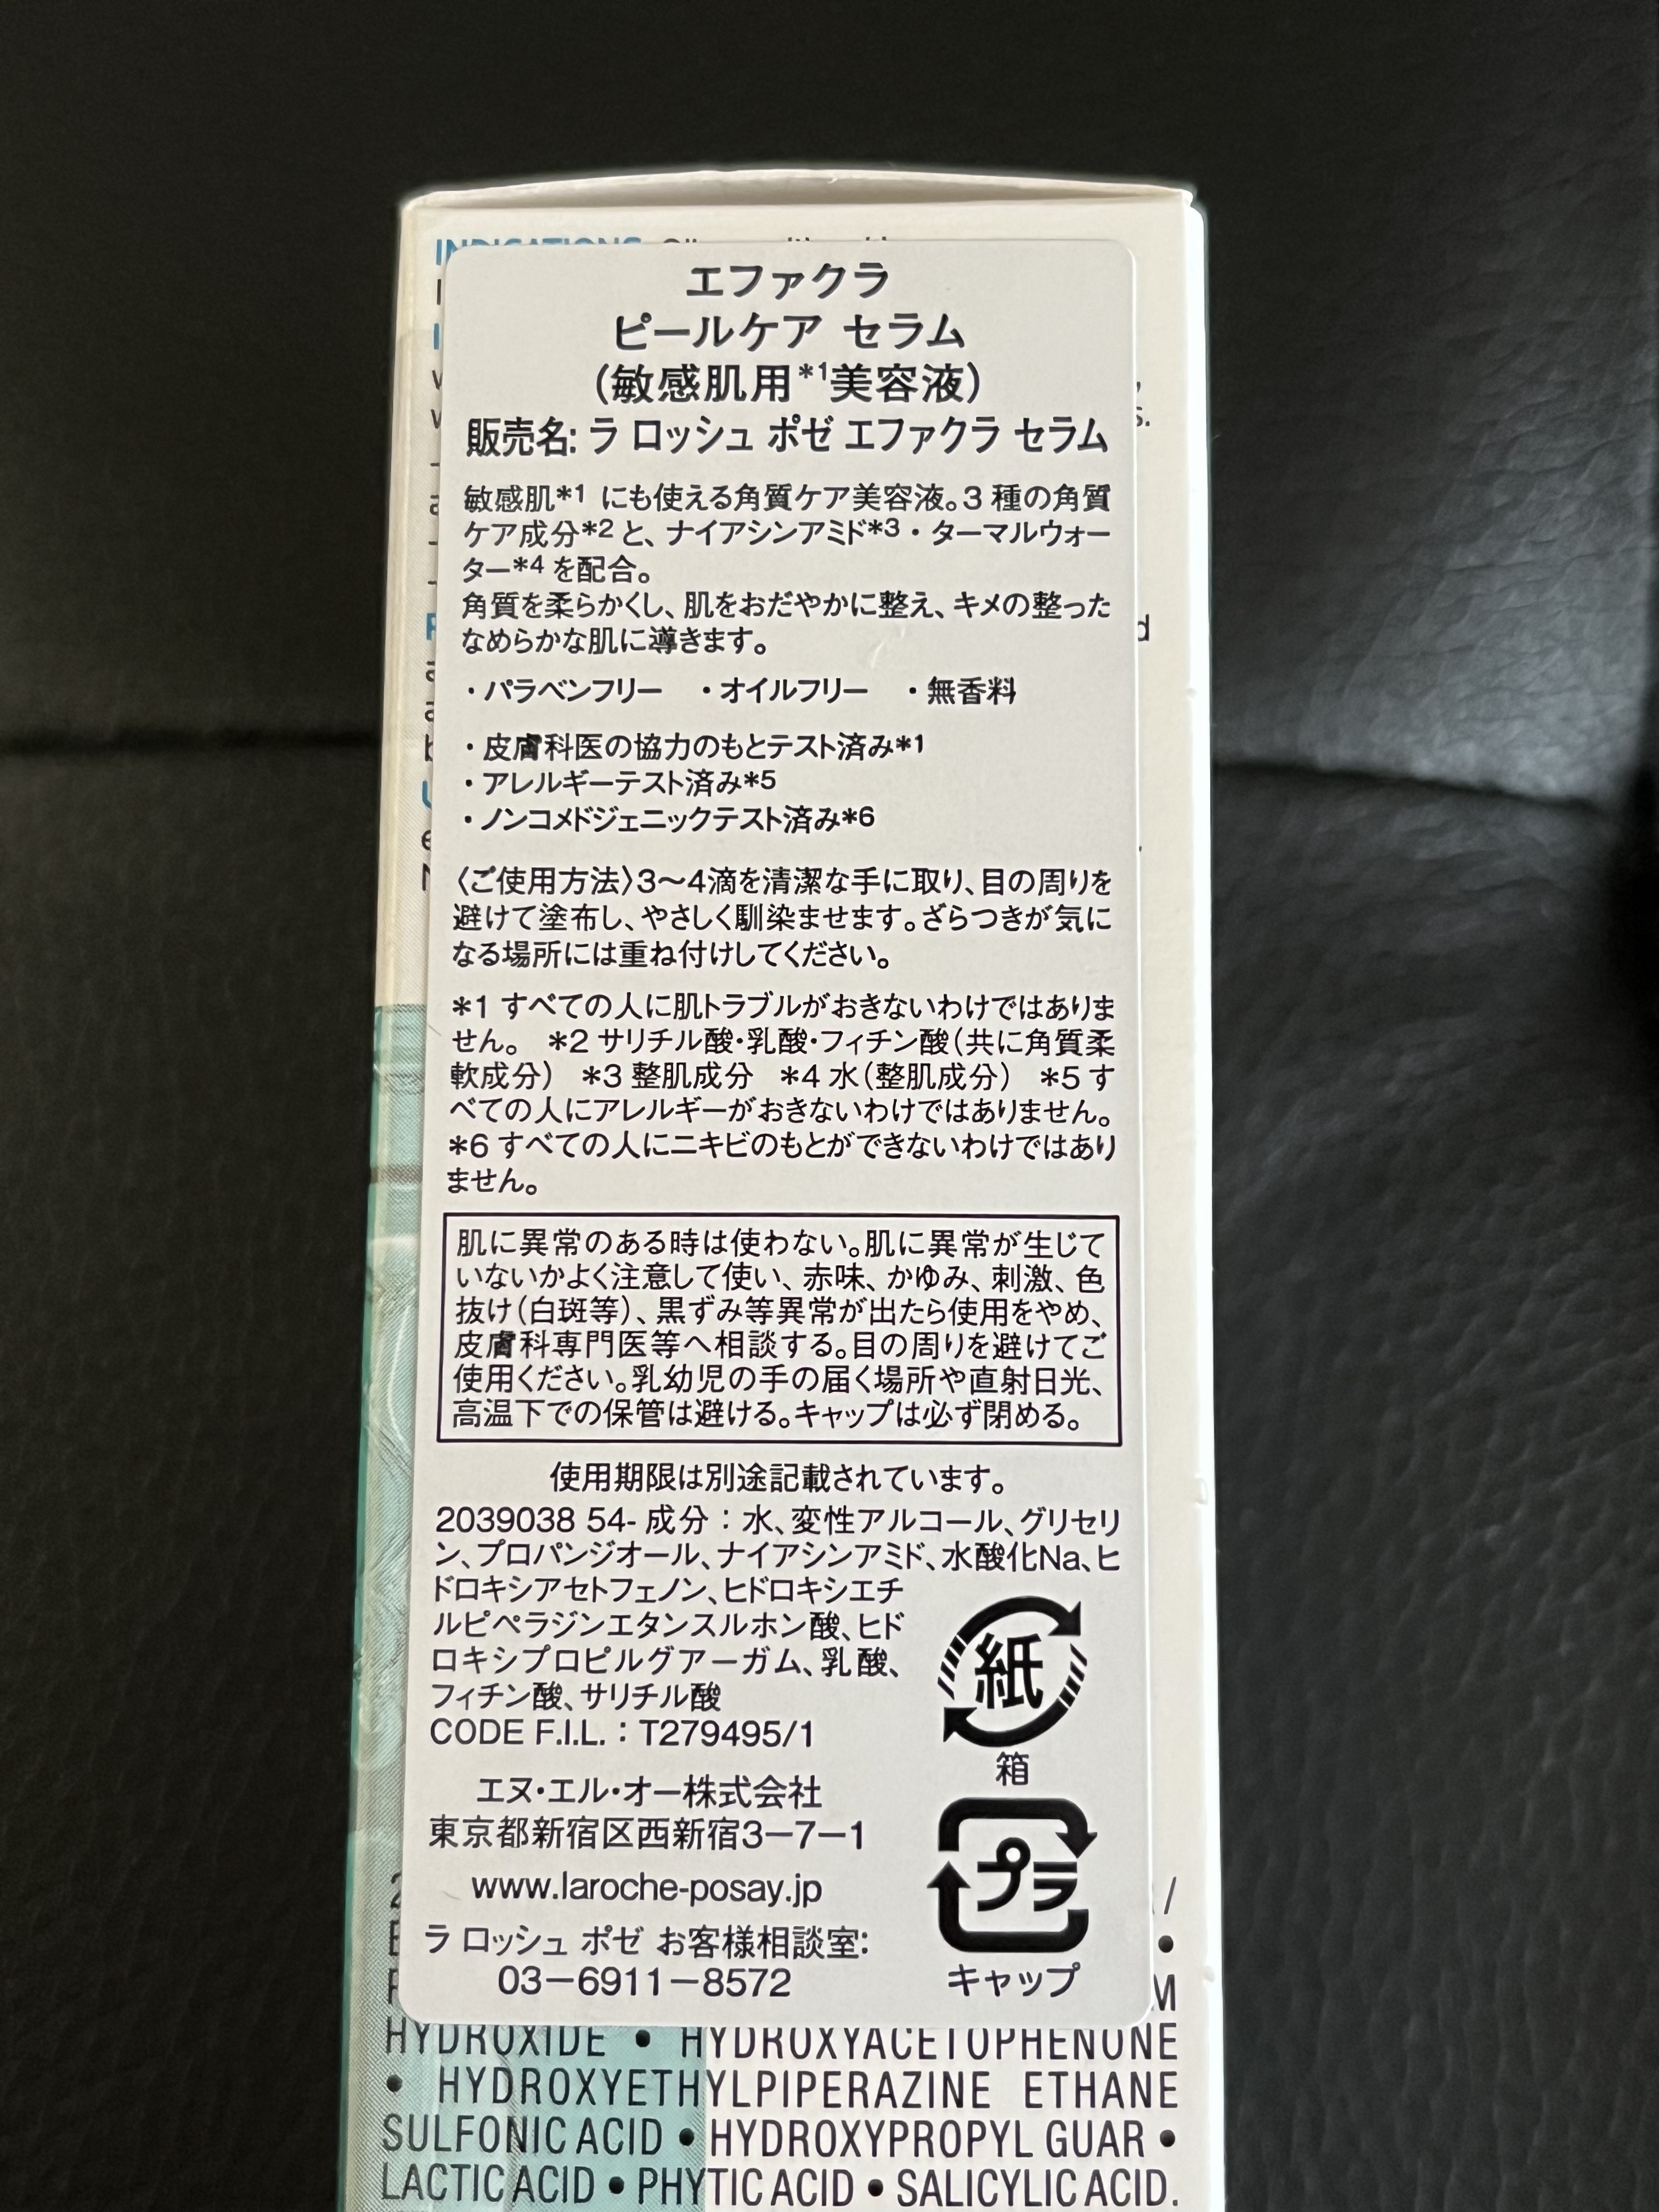 INDICATIONS
エファクラ
ピールケア セラム
(敏感肌用*1美容液)
販売名: ラ ロッシュ ポゼ エファクラ セラム
敏感肌*1 にも使える角質ケア美容液。3 種の角質
ケア成分*2 と、ナイアシンアミド*3・ターマルウォー
ター*4 を配合。
角質を柔らかくし、肌をおだやかに整え、キメの整った
なめらかな肌に導きます。
・パラベンフリー ・オイルフリー ・無香料
・皮膚科医の協力のもとテスト済み*1
・アレルギーテスト済み*5
・ノンコメドジェニックテスト済み*6
〈ご使用方法〉3〜4滴を清潔な手に取り、目の周りを
避けて塗布し、やさしく馴染ませます。ざらつきが気に
なる場所には重ね付けしてください。
*1 すべての人に肌トラブルがおきないわけではありま
せん。 *2 サリチル酸・乳酸・フィチン酸(共に角質柔
軟成分) *3 整肌成分 *4 水(整肌成分) *5 す
べての人にアレルギーがおきないわけではありません。
*6 すべての人にニキビのもとができないわけではあり
ません。
肌に異常のある時は使わない。肌に異常が生じて
いないかよく注意して使い、赤味、かゆみ、刺激、色
抜け(白斑等)、黒ずみ等異常が出たら使用をやめ、
皮膚科専門医等へ相談する。目の周りを避けてご
使用ください。乳幼児の手の届く場所や直射日光、
高温下での保管は避ける。キャップは必ず閉める。
使用期限は別途記載されています。
2039038 54- 成分：水、変性アルコール、グリセリ
ン、プロパンジオール、ナイアシンアミド、水酸化Na、ヒ
ドロキシアセトフェノン、ヒドロキシエチ
ルピペラジンエタンスルホン酸、ヒド
ロキシプロピルグアーガム、乳酸、
フィチン酸、サリチル酸
CODE F.I.L.：T279495/1
紙
箱
エヌ・エル・オー株式会社
東京都新宿区西新宿3－7－1
www.laroche-posay.jp
プラ
キャップ
ラ ロッシュ ポゼ お客様相談室:
03－6911－8572
HYDROXIDE • HYDROXYACETOPHENONE
• HYDROXYETHYLPIPERAZINE ETHANE
SULFONIC ACID • HYDROXYPROPYL GUAR •
LACTIC ACID • PHYTIC ACID • SALICYLIC ACID.